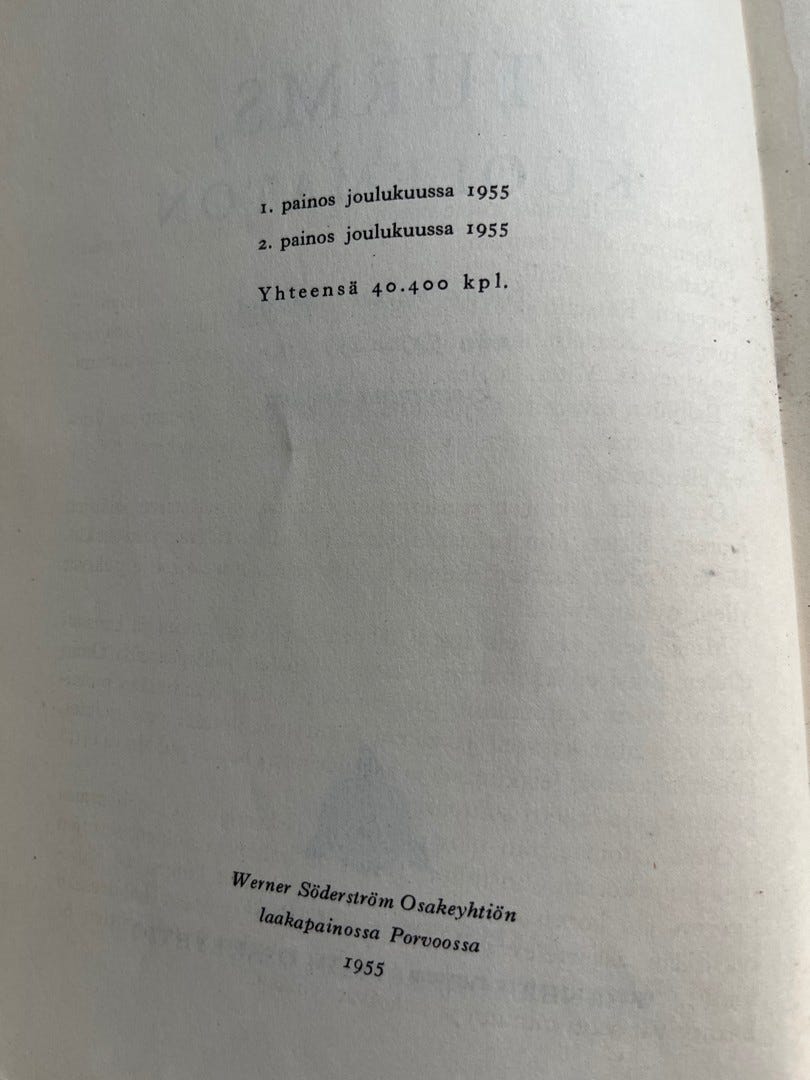 1. painos joulukuussa 1955
2. painos joulukuussa 1955
Yhteensä 40.400 kpl.
Werner Söderström Osakeyhtiön
laakapainossa Porvoossa
1955